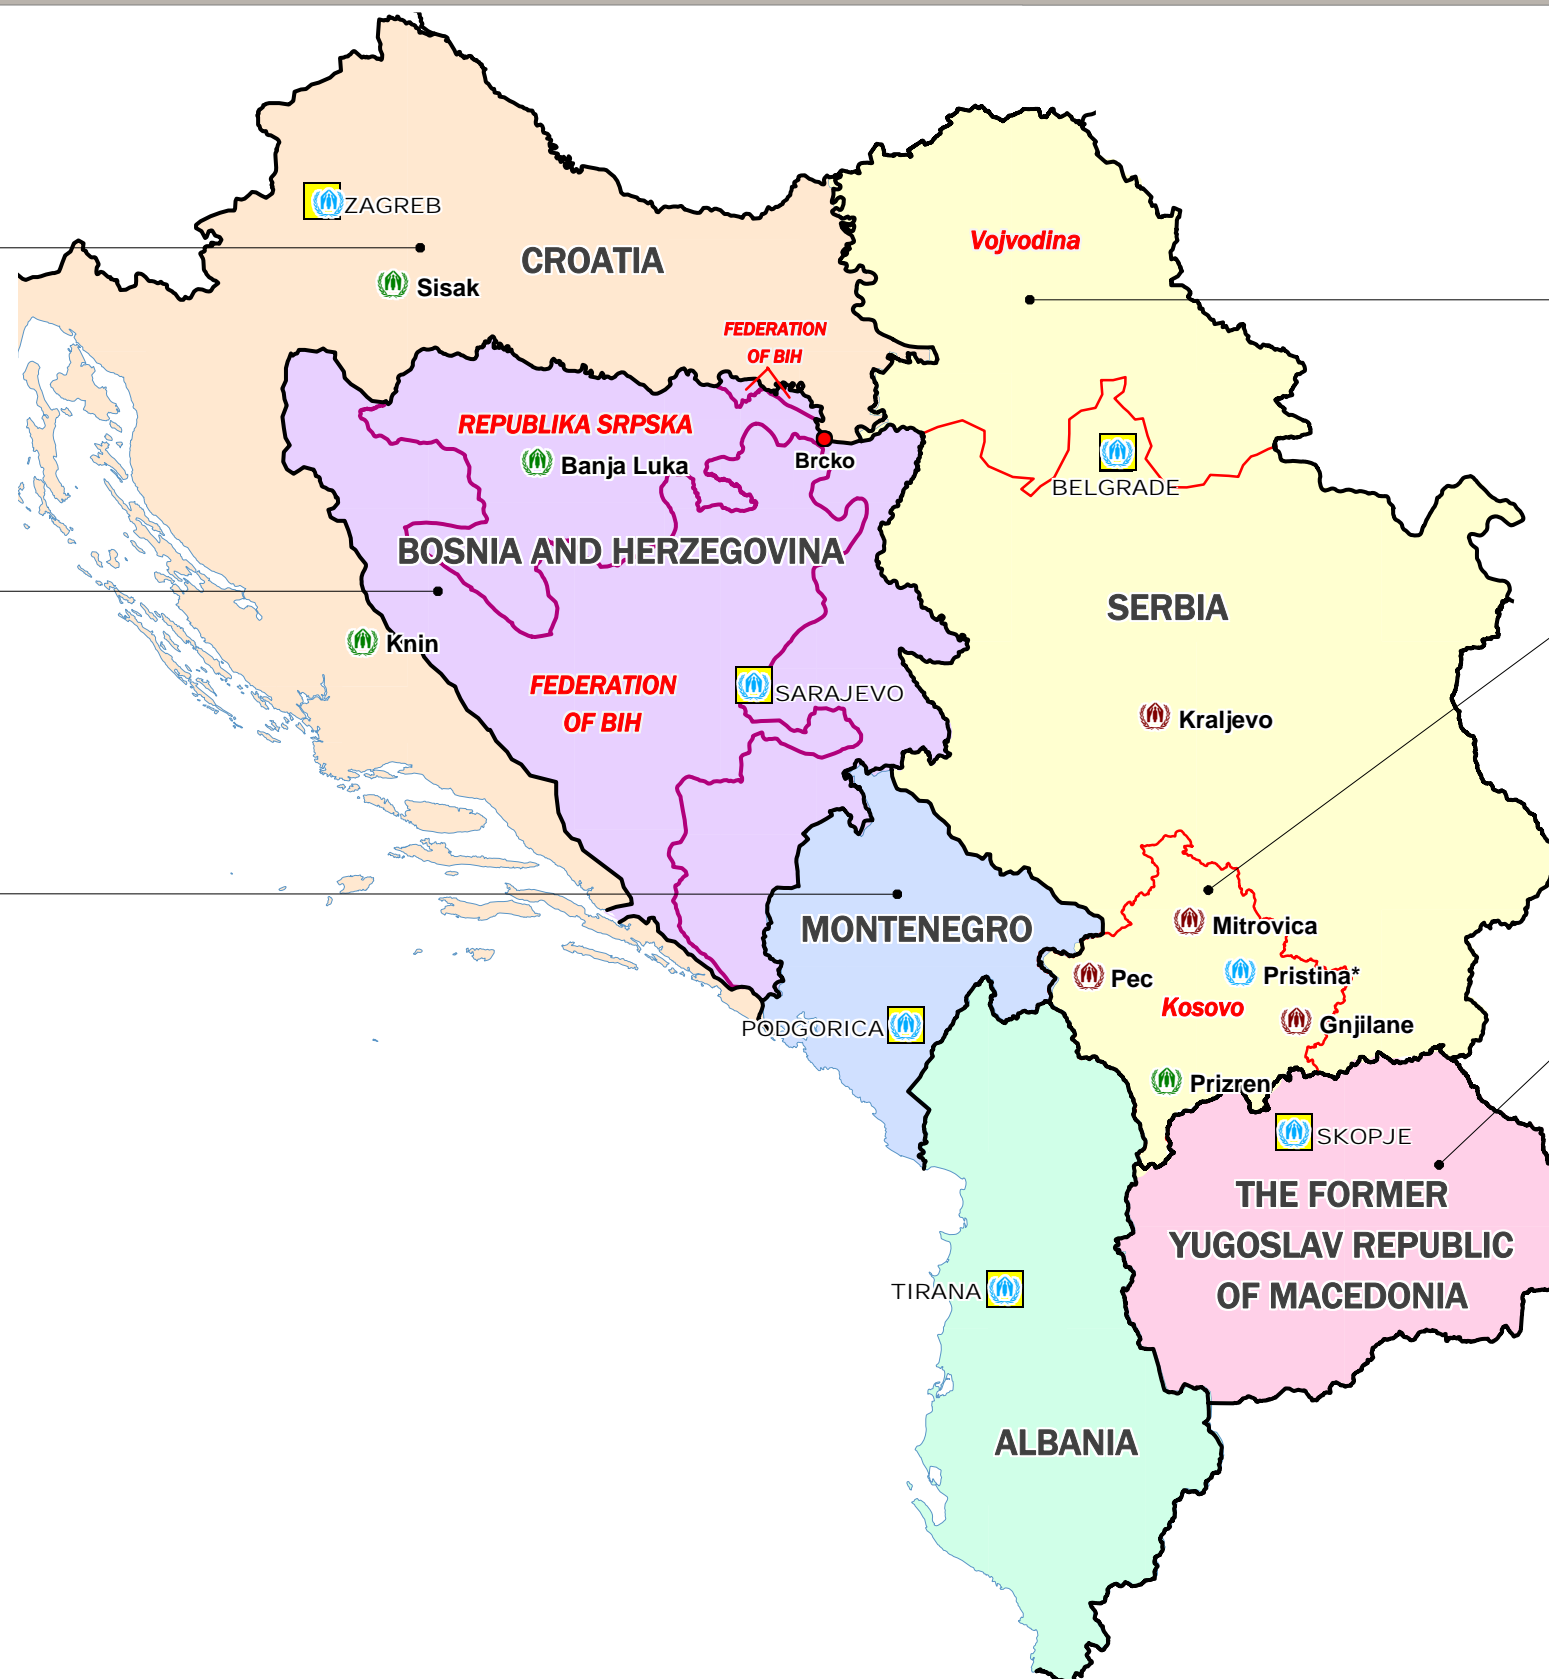 ZAGREB
CROATIA
Vojvodina
Sisak
FEDERATION
OF BIH
REPUBLIKA SRPSKA
Banja Luka
Brcko
BELGRADE
BOSNIA AND HERZEGOVINA
SERBIA
Knin
FEDERATION
OF BIH
SARAJEVO
Kraljevo
MONTENEGRO
Mitrovica
Pec
Pristina*
Kosovo
Gnjilane
PODGORICA
Prizren
SKOPJE
THE FORMER
YUGOSLAV REPUBLIC
OF MACEDONIA
TIRANA
ALBANIA